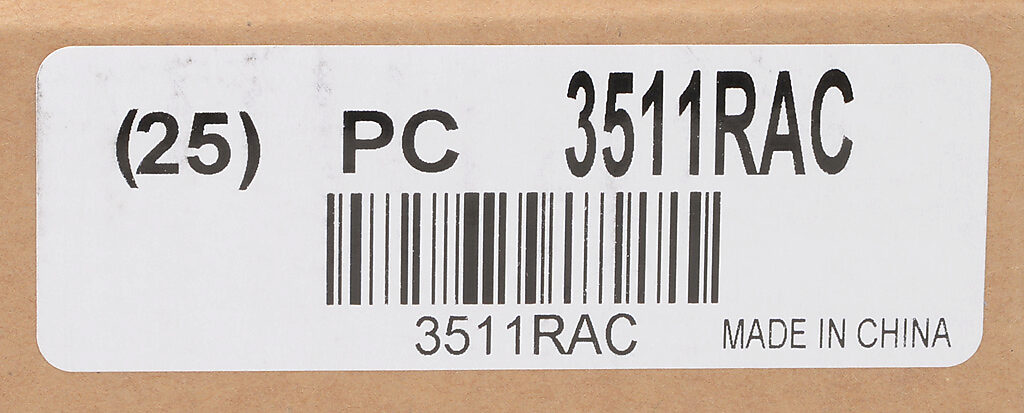 (25) PC 3511RAC
3511RAC
MADE IN CHINA